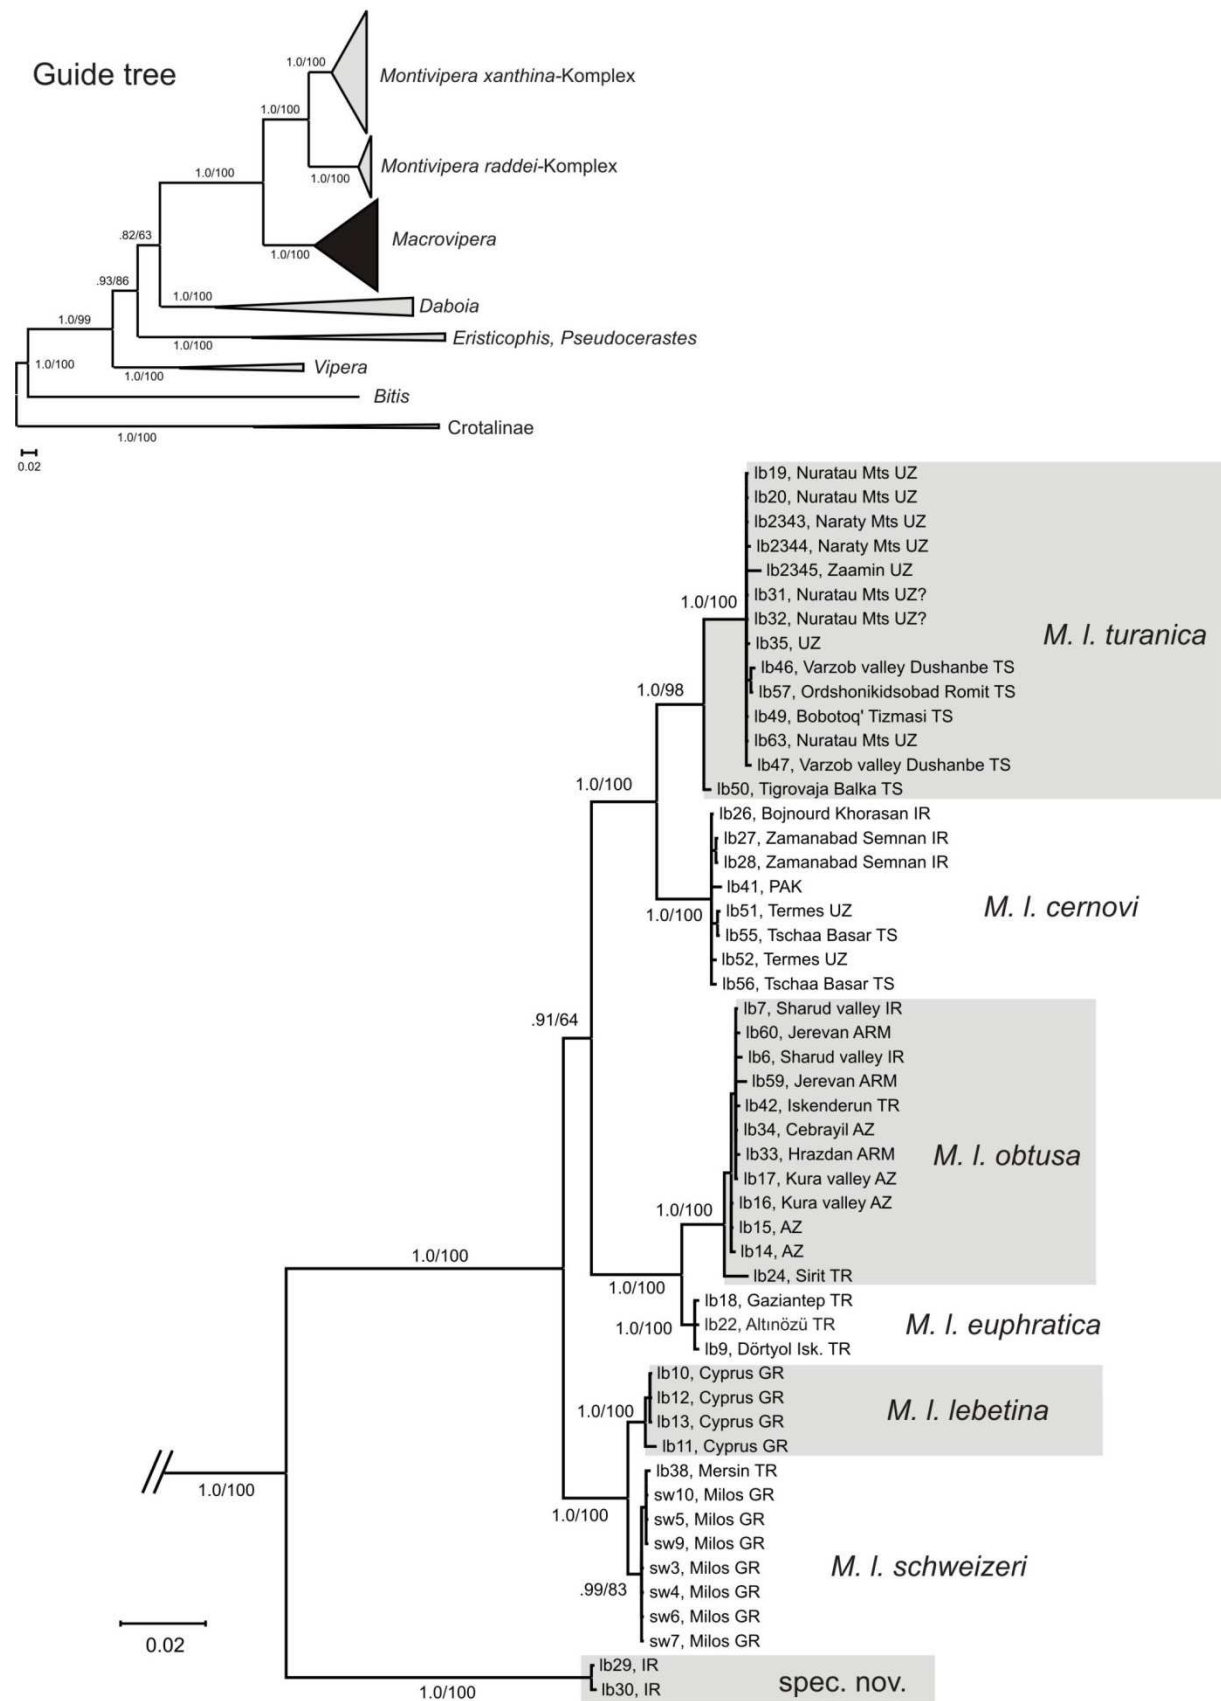 Guide tree
1.0/100
Montivipera xanthina-Komplex
1.0/100
1.0/100
Montivipera raddei-Komplex
1.0/100
1.0/100
Macrovipera
.82/63
.93/86
1.0/100
Daboia
1.0/99
1.0/100
Eristicophis, Pseudocerastes
1.0/100
1.0/100
Vipera
Bitis
1.0/100
Crotalinae
0.02
lb19, Nuratau Mts UZ
lb20, Nuratau Mts UZ
lb2343, Naraty Mts UZ
lb2344, Naraty Mts UZ
lb2345, Zaamin UZ
1.0/100
lb31, Nuratau Mts UZ?
lb32, Nuratau Mts UZ?
M. l. turanica
lb35, UZ
lb46, Varzob valley Dushanbe TS
1.0/98
lb57, Ordshonikidsobad Romit TS
lb49, Bobotoq' Tizmasi TS
lb63, Nuratau Mts UZ
lb47, Varzob valley Dushanbe TS
1.0/100
lb50, Tigrovaja Balka TS
lb26, Bojnourd Khorasan IR
lb27, Zamanabad Semnan IR
lb28, Zamanabad Semnan IR
lb41, PAK
1.0/100
M. l. cernovi
lb51, Termes UZ
lb55, Tschaa Basar TS
lb52, Termes UZ
lb56, Tschaa Basar TS
.91/64
lb7, Sharud valley IR
lb60, Jerevan ARM
lb6, Sharud valley IR
lb59, Jerevan ARM
lb42, Iskenderun TR
lb34, Cebrayil AZ
lb33, Hrazdan ARM
M. l. obtusa
lb17, Kura valley AZ
lb16, Kura valley AZ
1.0/100
lb15, AZ
lb14, AZ
1.0/100
lb24, Sirit TR
1.0/100
lb18, Gaziantep TR
lb22, Altınözü TR
M. l. euphratica
1.0/100
lb9, Dörtyol Isk. TR
lb10, Cyprus GR
lb12, Cyprus GR
1.0/100
lb13, Cyprus GR
M. l. lebetina
lb11, Cyprus GR
lb38, Mersin TR
1.0/100
sw10, Milos GR
1.0/100
sw5, Milos GR
sw9, Milos GR
sw3, Milos GR
M. l. schweizeri
.99/83
sw4, Milos GR
sw6, Milos GR
sw7, Milos GR
0.02
lb29, IR
1.0/100
spec. nov.
lb30, IR